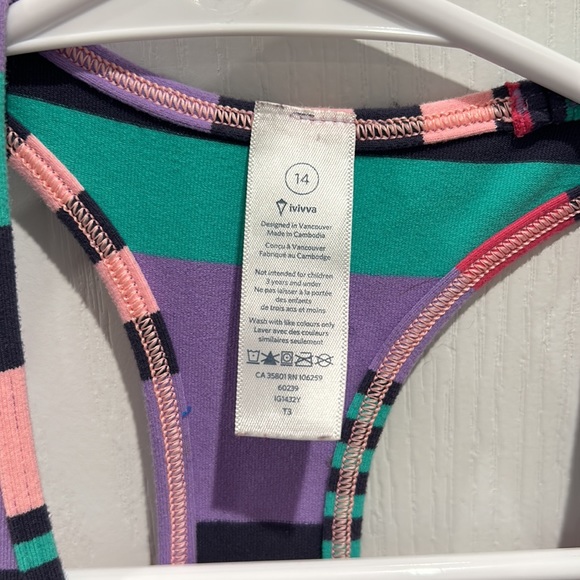 14
ivivva
Designed in Vancouver
Made in Cambodia
Conçu à Vancouver
Fabriqué au Cambodge
Not intended for children
3 years and under
Ne pas laisser à la portée
des enfants
de trois ans et moins
Wash with like colours only
Laver avec des couleurs
similaires seulement
CA 35801 RN 106259
60239
IG1432Y
T3